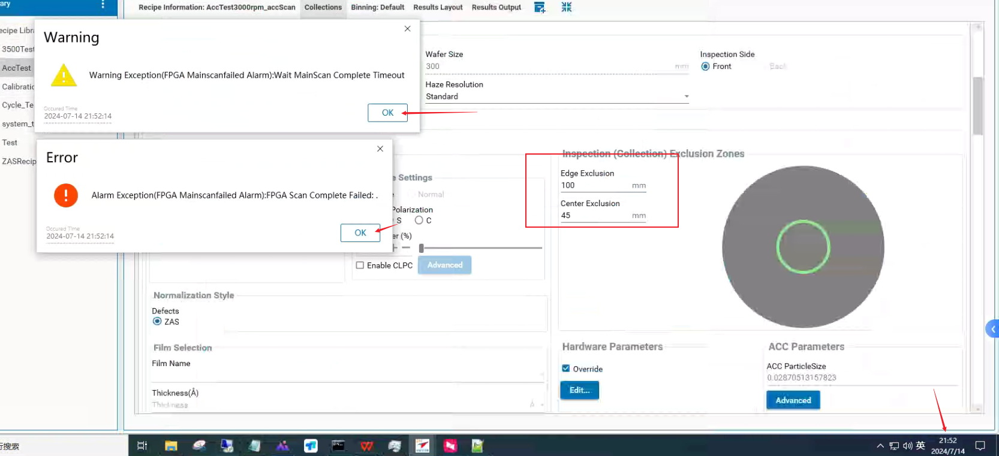 ary
Recipe Information: AccTest3000rpm_accScan Collections Binning: Default Results Layout Results Output
ecipe Libra
3500Test
AccTest
Calibratio
Cycle_Te
system_t
Test
ZASRecip
Warning
Warning Exception(FPGA Mainscanfailed Alarm):Wait MainScan Complete Timeout
Occured Time
2024-07-14 21:52:14
OK
Error
Alarm Exception(FPGA Mainscanfailed Alarm):FPGA Scan Complete Failed: .
Occured Time
2024-07-14 21:52:14
OK
Wafer Size
300 mm
Inspection Side
Front Back
Haze Resolution
Standard
e Settings
Normal
Polarization
S C
er (%)
Enable CLPC Advanced
Inspection (Collection) Exclusion Zones
Edge Exclusion
100 mm
Center Exclusion
45 mm
Normalization Style
Defects
ZAS
Film Selection
Film Name
Thickness(Å)
Thickness Å
Hardware Parameters
Override
Edit...
ACC Parameters
ACC ParticleSize
0.02870513157823
Advanced
行搜索
英
21:52
2024/7/14